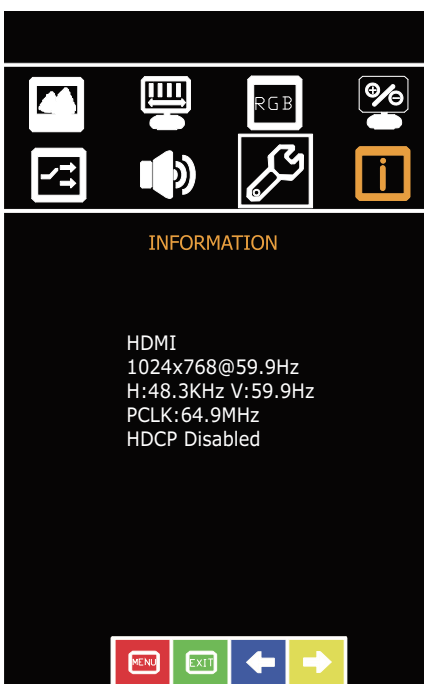 RGB
i
INFORMATION
HDMI
1024x768@59.9Hz
H:48.3KHz V:59.9Hz
PCLK:64.9MHz
HDCP Disabled
MENU EXIT